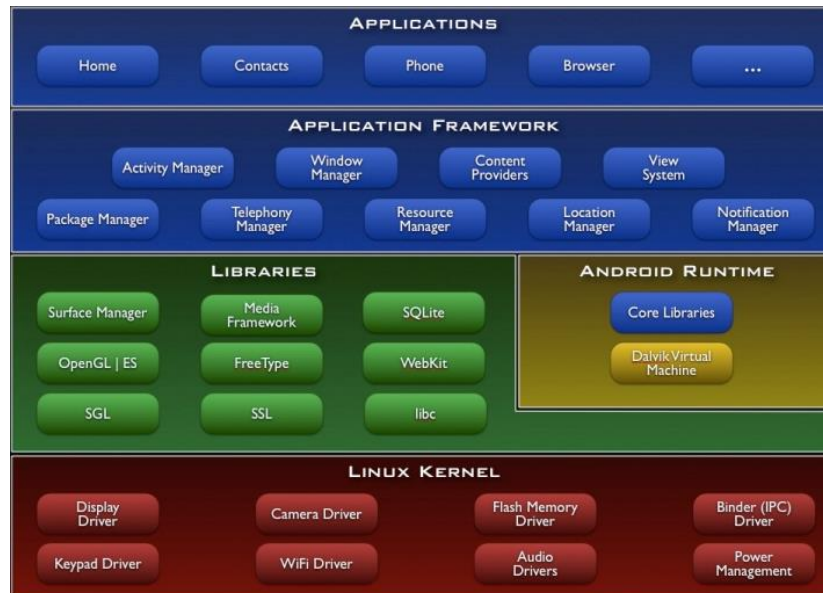 APPLICATIONS
Home
Contacts
Phone
Browser
...
APPLICATION FRAMEWORK
Activity Manager
Window
Manager
Content
Providers
View
System
Package Manager
Telephony
Manager
Resource
Manager
Location
Manager
Notification
Manager
LIBRARIES
Surface Manager
Media
Framework
SQLite
OpenGL | ES
FreeType
WebKit
SGL
SSL
libc
ANDROID RUNTIME
Core Libraries
Dalvik Virtual
Machine
LINUX KERNEL
Display
Driver
Camera Driver
Flash Memory
Driver
Binder (IPC)
Driver
Keypad Driver
WiFi Driver
Audio
Drivers
Power
Management